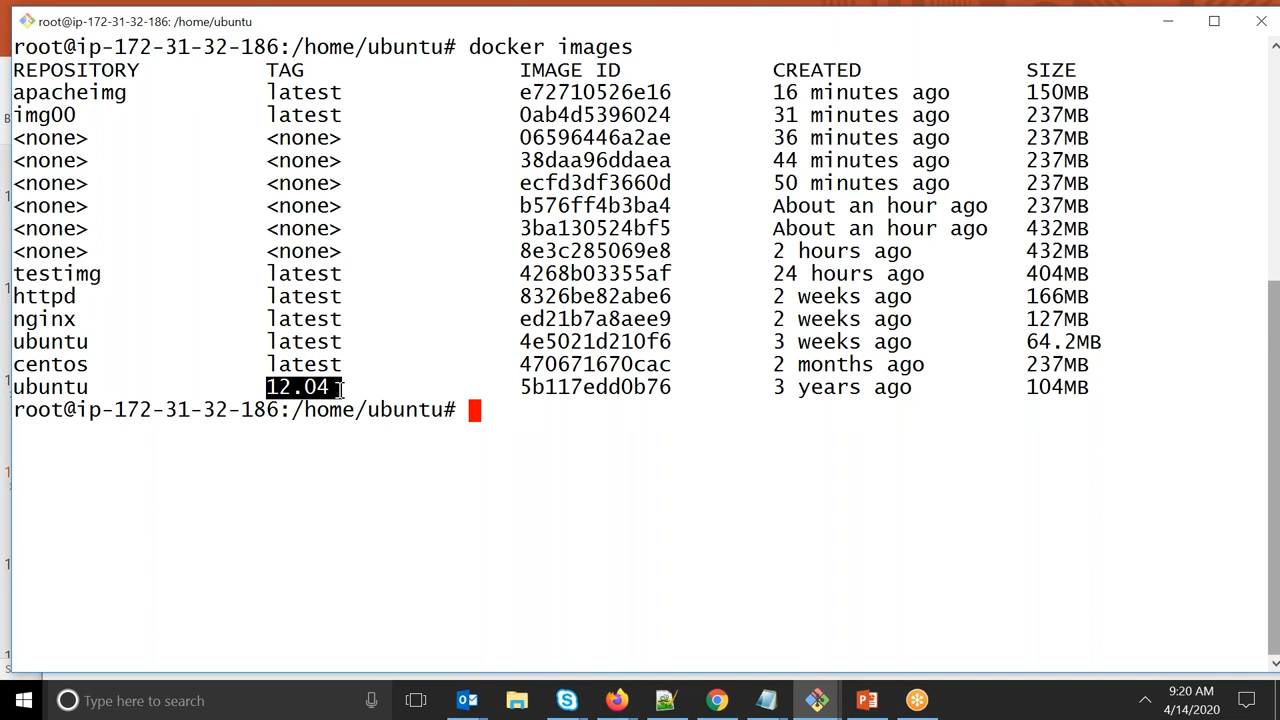 root@ip-172-31-32-186: /home/ubuntu
root@ip-172-31-32-186:/home/ubuntu# docker images
REPOSITORY TAG IMAGE ID CREATED SIZE
apacheimg latest e72710526e16 16 minutes ago 150MB
img00 latest 0ab4d5396024 31 minutes ago 237MB
<none> <none> 06596446a2ae 36 minutes ago 237MB
<none> <none> 38daa96ddaea 44 minutes ago 237MB
<none> <none> ecfd3df3660d 50 minutes ago 237MB
<none> <none> b576ff4b3ba4 About an hour ago 237MB
<none> <none> 3ba130524bf5 About an hour ago 432MB
<none> <none> 8e3c285069e8 2 hours ago 432MB
testimg latest 4268b03355af 24 hours ago 404MB
httpd latest 8326be82abe6 2 weeks ago 166MB
nginx latest ed21b7a8aee9 2 weeks ago 127MB
ubuntu latest 4e5021d210f6 3 weeks ago 64.2MB
centos latest 470671670cac 2 months ago 237MB
ubuntu 12.04 5b117edd0b76 3 years ago 104MB
root@ip-172-31-32-186:/home/ubuntu#
Type here to search
9:20 AM
4/14/2020